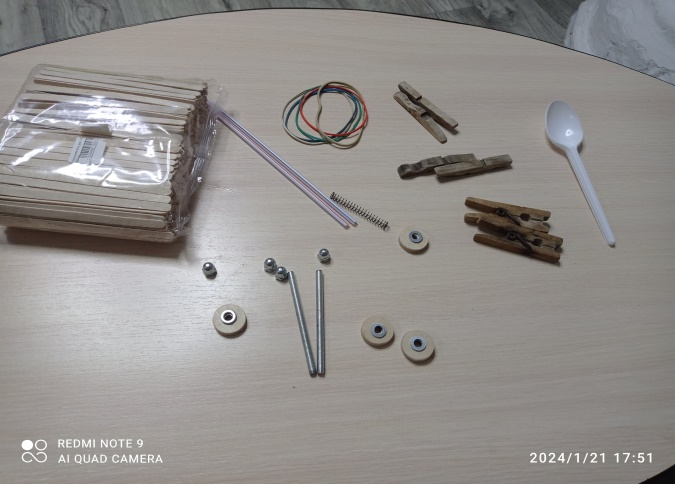 REDMI NOTE 9
AI QUAD CAMERA
2024/1/21 17:51